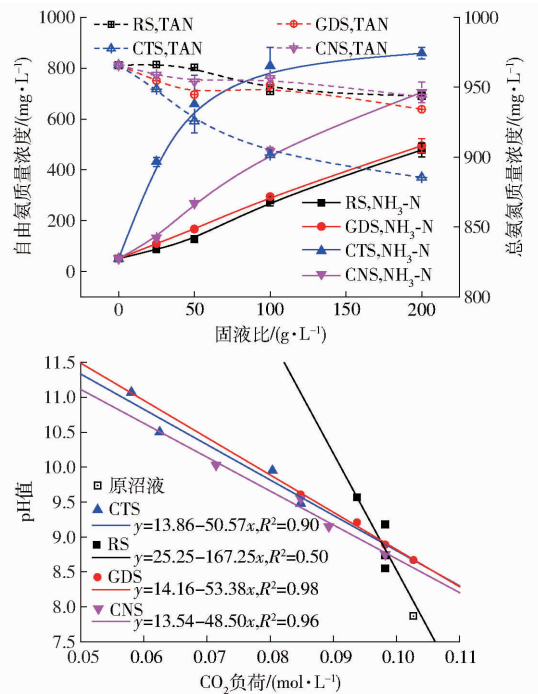 RS,TAN
GDS,TAN
CTS,TAN
CNS,TAN
1000
800
600
400
200
0
自由氨质量浓度/(mg·L⁻¹)
1000
950
900
850
800
总氨氮质量浓度/(mg·L⁻¹)
RS,NH₃-N
GDS,NH₃-N
CTS,NH₃-N
CNS,NH₃-N
0 50 100 150 200
固液比/(g·L⁻¹)
11.5
11.0
10.5
10.0
9.5
9.0
8.5
8.0
7.5
pH值
原沼液
CTS
y=13.86−50.57x,R²=0.90
RS
y=25.25−167.25x,R²=0.50
GDS
y=14.16−53.38x,R²=0.98
CNS
y=13.54−48.50x,R²=0.96
0.05 0.06 0.07 0.08 0.09 0.10 0.11
CO₂负荷/(mol·L⁻¹)